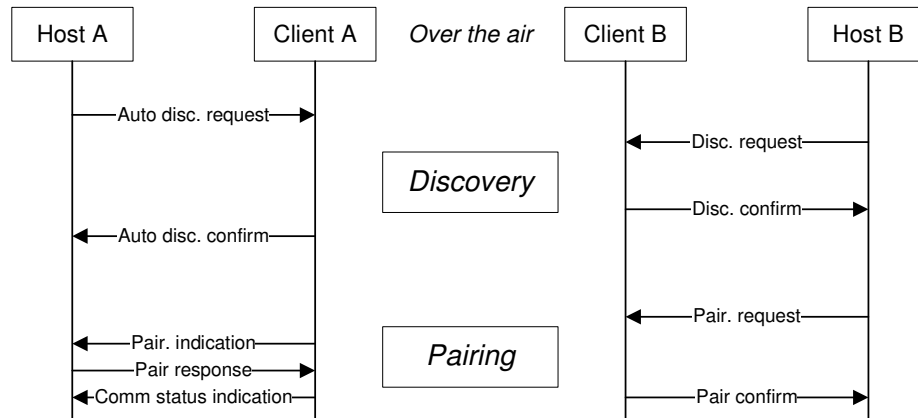 Host A
Client A
Over the air
Client B
Host B
Auto disc. request
Disc. request
Discovery
Disc. confirm
Auto disc. confirm
Pair. request
Pair. indication
Pairing
Pair response
Comm status indication
Pair confirm